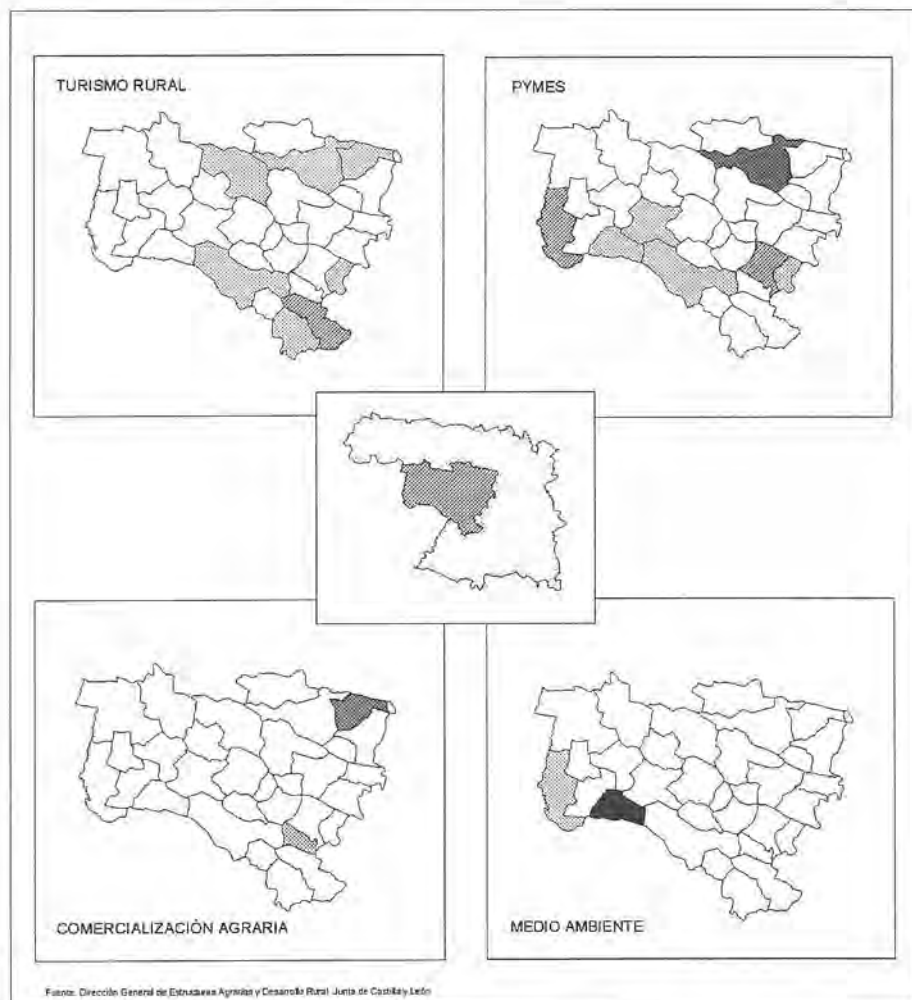 TURISMO RURAL
PYMES
COMERCIALIZACIÓN AGRARIA
MEDIO AMBIENTE
Fuente: Dirección General de Estructuras Agrarias y Desarrollo Rural. Junta de Castilla y León